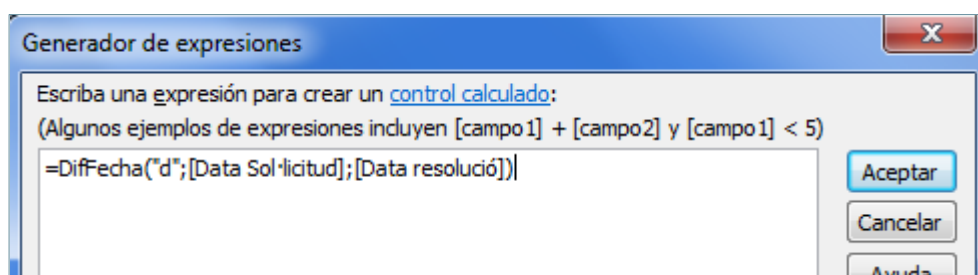 Generador de expresiones
Escriba una expresión para crear un control calculado:
(Algunos ejemplos de expresiones incluyen [campo1] + [campo2] y [campo1] < 5)
=DifFecha("d";[Data Sol·licitud];[Data resolució])
Aceptar
Cancelar
Ayuda